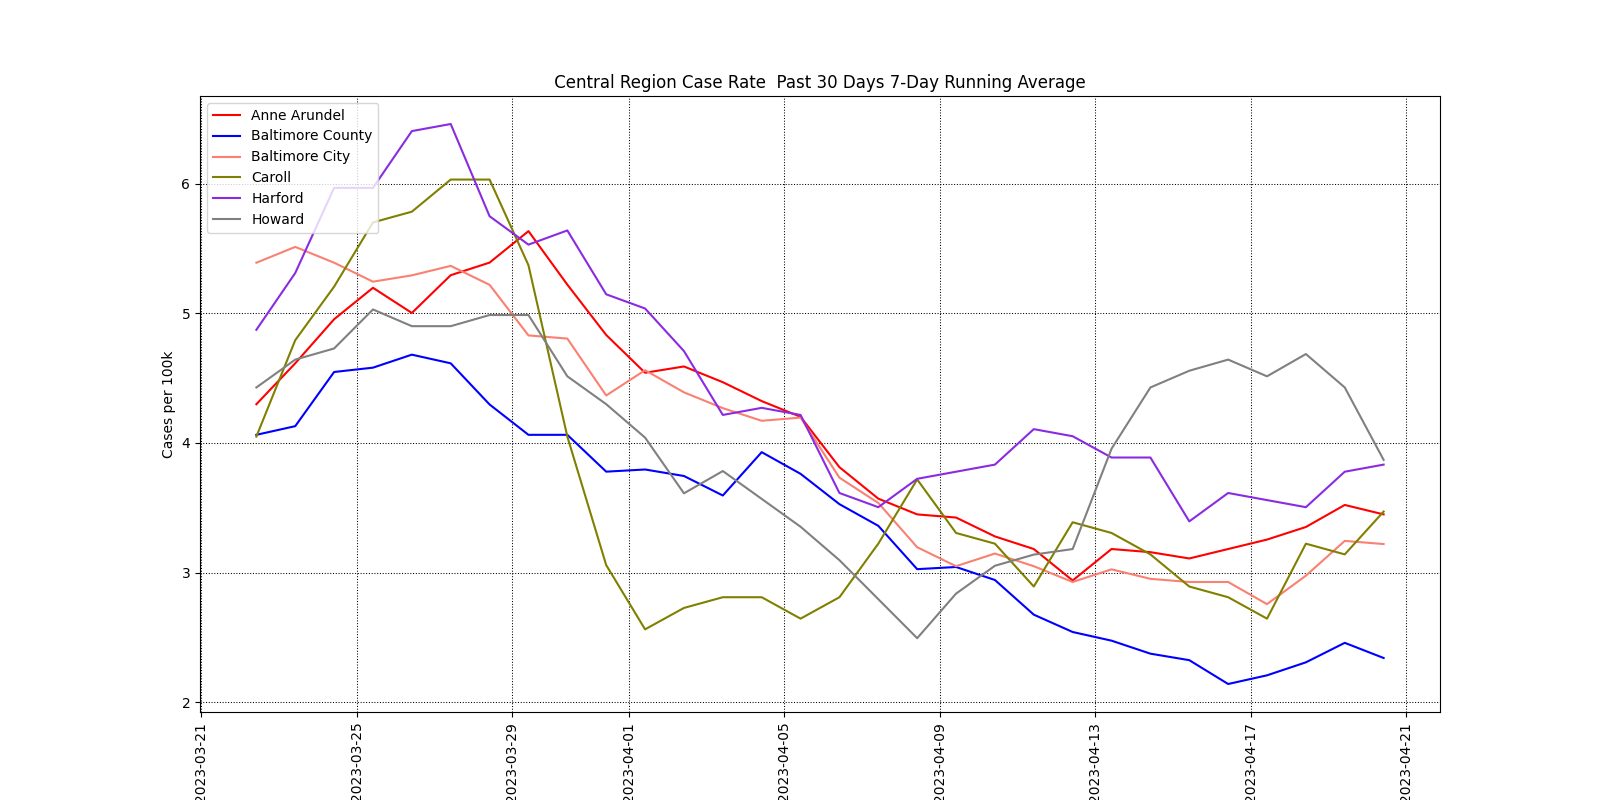 Central Region Case Rate  Past 30 Days 7-Day Running Average
Anne Arundel
Baltimore County
Baltimore City
Caroll
Harford
Howard
Cases per 100k
6
5
4
3
2
2023-03-21
2023-03-25
2023-03-29
2023-04-01
2023-04-05
2023-04-09
2023-04-13
2023-04-17
2023-04-21